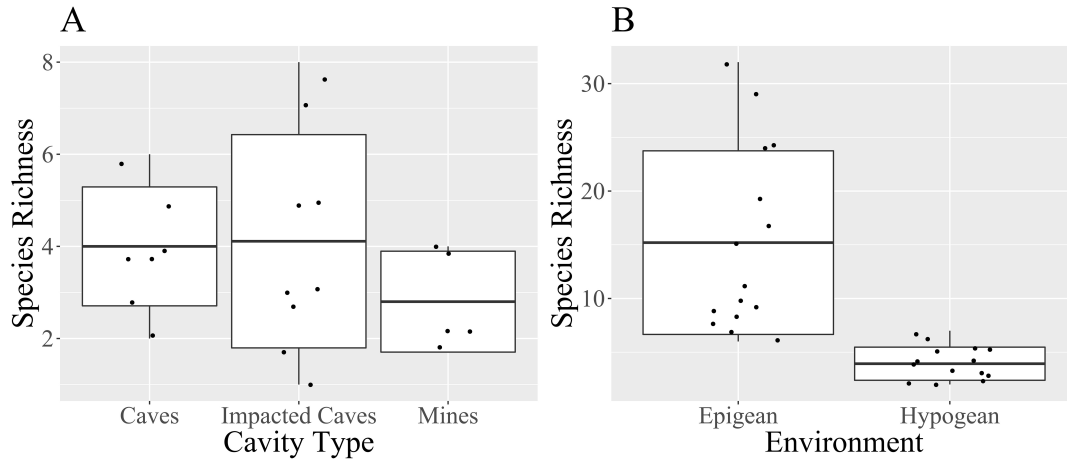 A
Species Richness
8
6
4
2
Caves Impacted Caves Mines
Cavity Type
B
Species Richness
30
20
10
Epigean Hypogean
Environment